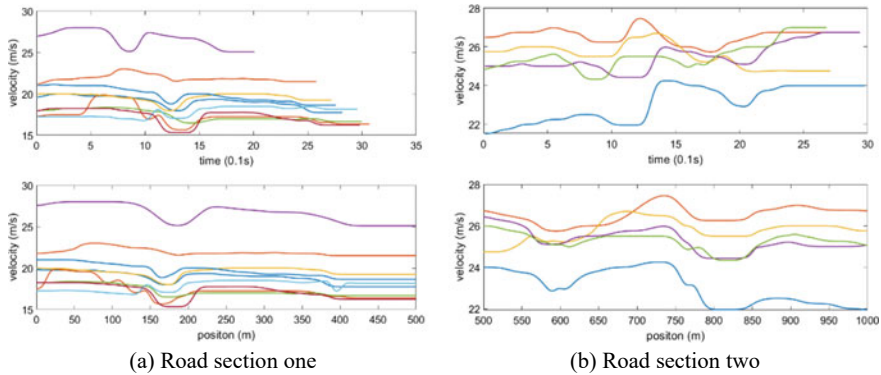 30
25
20
15
velocity (m/s)
0 5 10 15 20 25 30 35
time (0.1s)
26
24
22
velocity (m/s)
0 5 10 15 20 25 30
time (0.1s)
30
25
20
15
velocity (m/s)
0 50 100 150 200 250 300 350 400 450 500
positon (m)
28
26
24
22
velocity (m/s)
500 550 600 650 700 750 800 850 900 950 1000
positon (m)
(a) Road section one
(b) Road section two